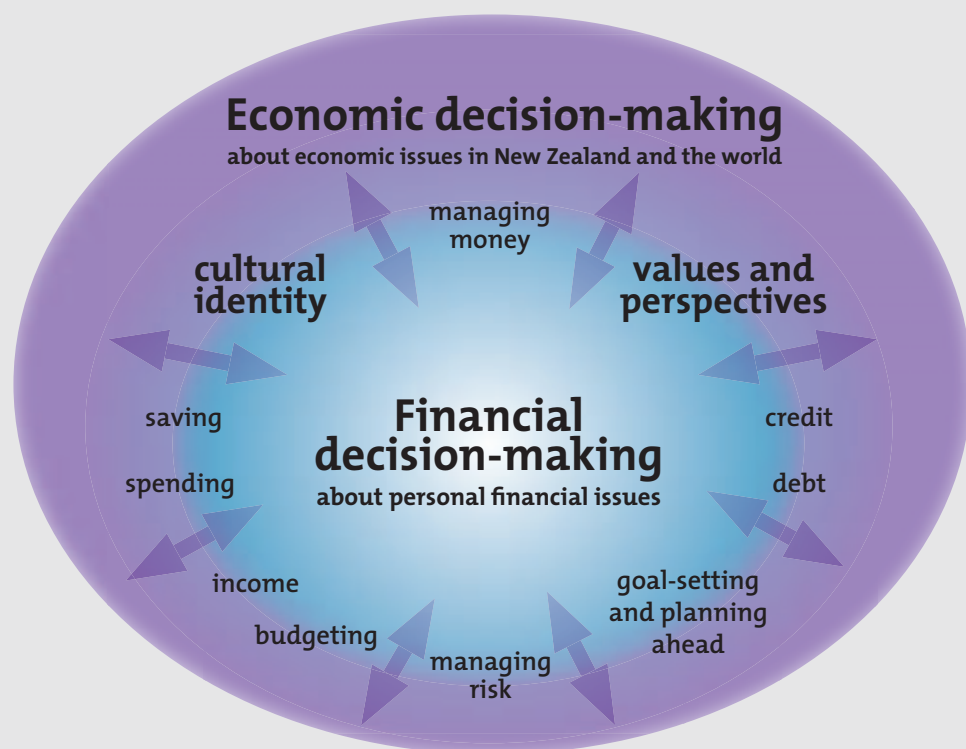 Economic decision-making
about economic issues in New Zealand and the world
managing
money
cultural
identity
values and
perspectives
Financial
decision-making
about personal financial issues
saving
credit
spending
debt
income
goal-setting
and planning
ahead
budgeting
managing
risk